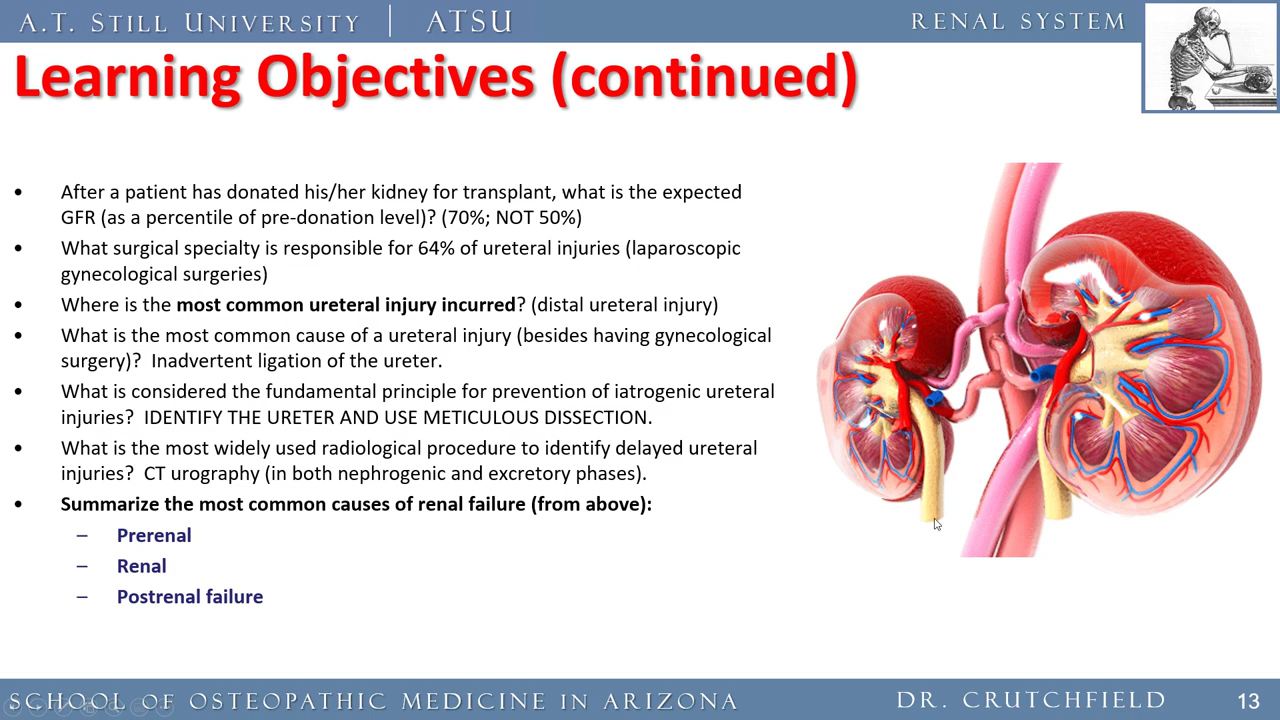 A.T. Still University | ATSU
Renal System
Learning Objectives (continued)
• After a patient has donated his/her kidney for transplant, what is the expected
GFR (as a percentile of pre-donation level)? (70%; NOT 50%)
• What surgical specialty is responsible for 64% of ureteral injuries (laparoscopic
gynecological surgeries)
• Where is the most common ureteral injury incurred? (distal ureteral injury)
• What is the most common cause of a ureteral injury (besides having gynecological
surgery)? Inadvertent ligation of the ureter.
• What is considered the fundamental principle for prevention of iatrogenic ureteral
injuries? IDENTIFY THE URETER AND USE METICULOUS DISSECTION.
• What is the most widely used radiological procedure to identify delayed ureteral
injuries? CT urography (in both nephrogenic and excretory phases).
• Summarize the most common causes of renal failure (from above):
– Prerenal
– Renal
– Postrenal failure
School of Osteopathic Medicine in Arizona
Dr. Crutchfield
13